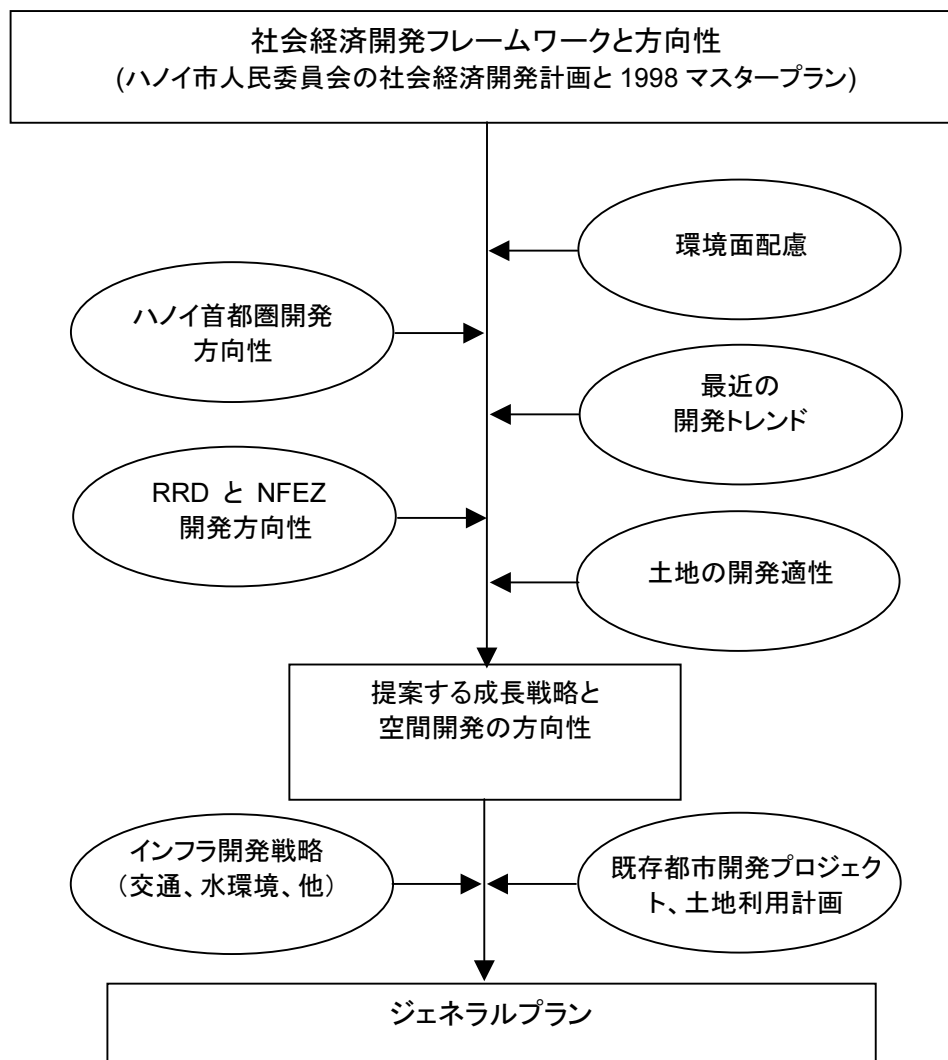 社会経済開発フレームワークと方向性
(ハノイ市人民委員会の社会経済開発計画と 1998 マスタープラン)
環境面配慮
ハノイ首都圏開発
方向性
最近の
開発トレンド
RRD と NFEZ
開発方向性
土地の開発適性
提案する成長戦略と
空間開発の方向性
インフラ開発戦略
（交通、水環境、他）
既存都市開発プロジェク
ト、土地利用計画
ジェネラルプラン